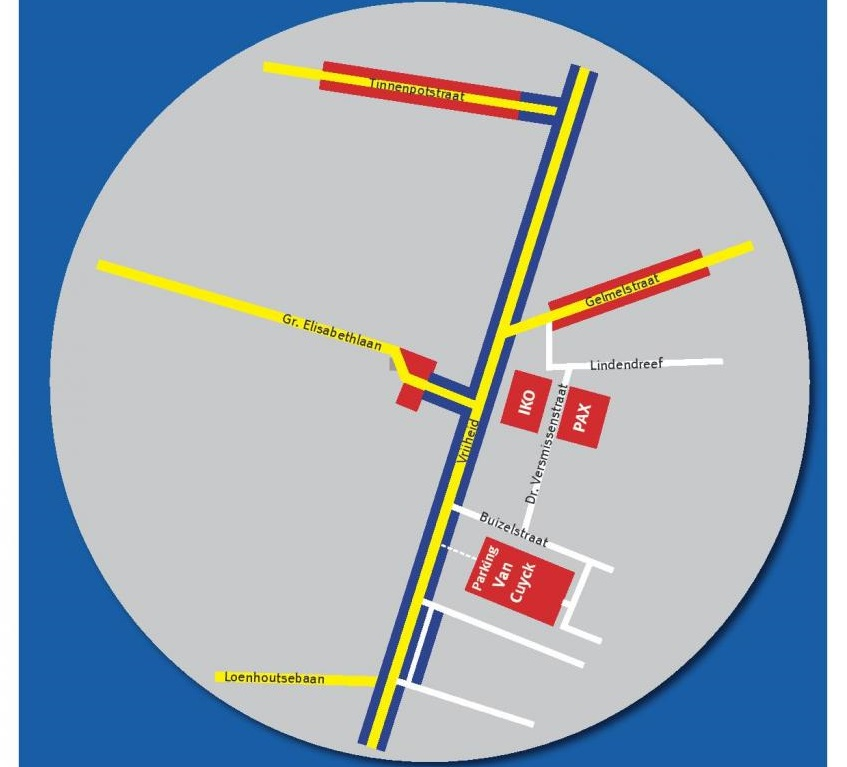 Tinnenpotstraat
Gelmelstraat
Gr. Elisabethlaan
Lindendreef
IKO
PAX
Dr. Versmissenstraat
Vrijheid
Buizelstraat
Parking
Van
Cuyck
Loenhoutsebaan